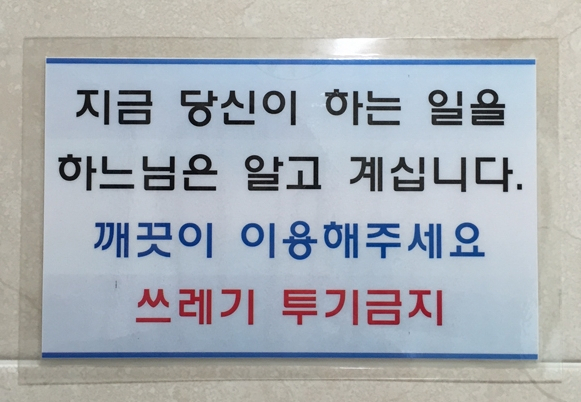 지금 당신이 하는 일을
하느님은 알고 계십니다.
깨끗이 이용해주세요
쓰레기 투기금지